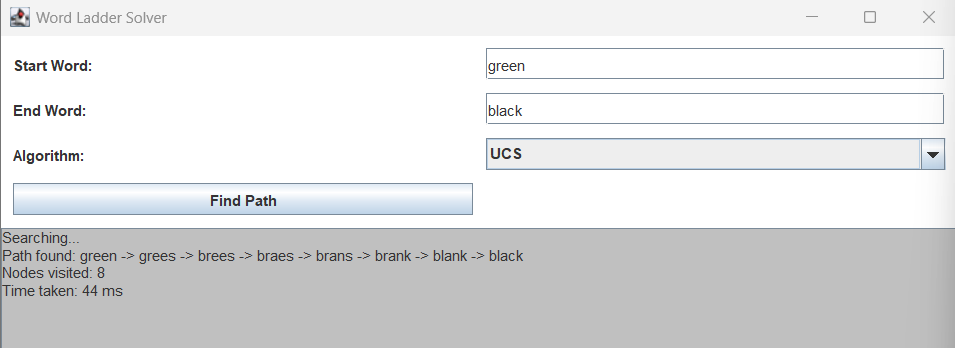 Word Ladder Solver
Start Word: green
End Word: black
Algorithm: UCS
Find Path
Searching...
Path found: green -> grees -> brees -> braes -> brans -> brank -> blank -> black
Nodes visited: 8
Time taken: 44 ms